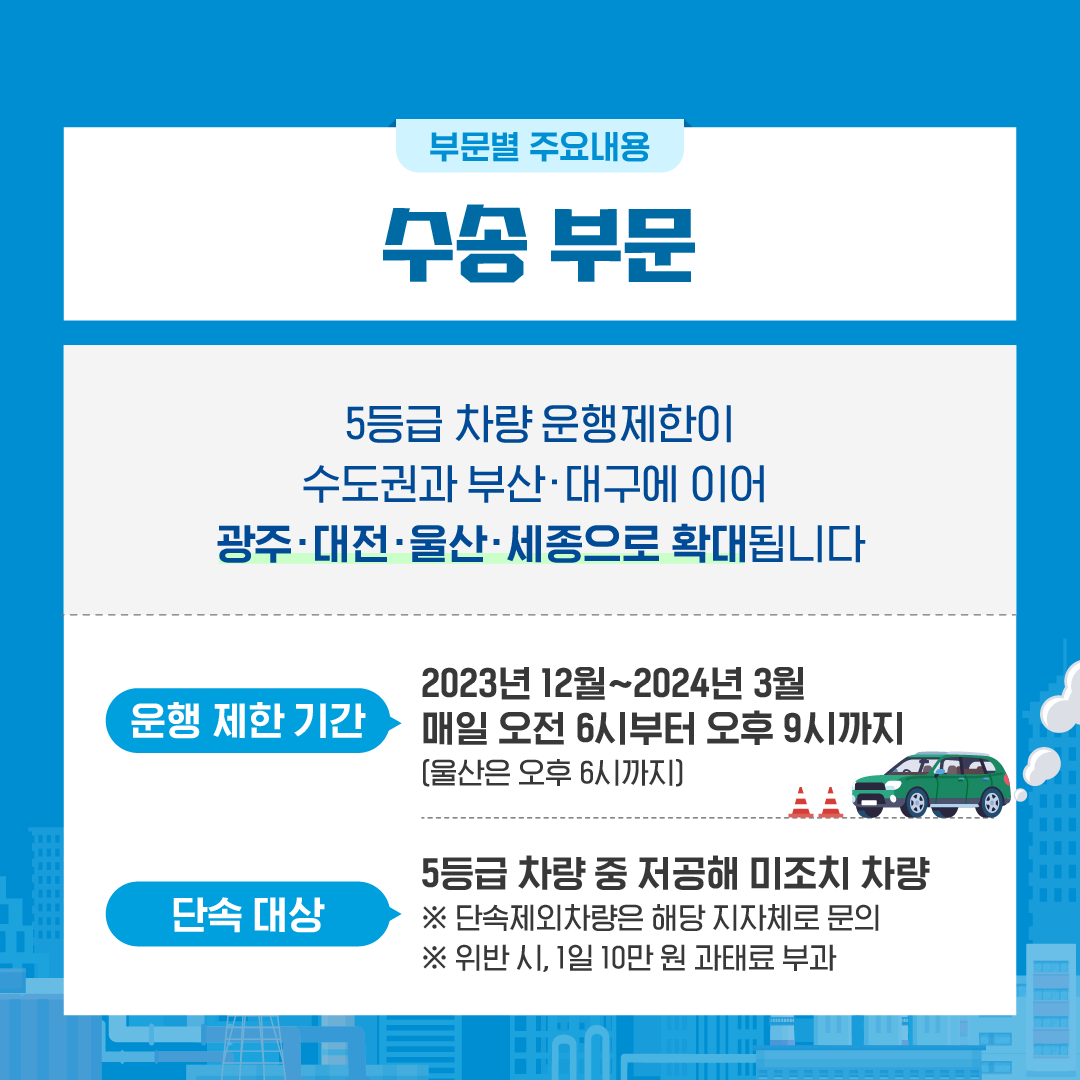 부문별 주요내용
수송 부문
5등급 차량 운행제한이
수도권과 부산·대구에 이어
광주·대전·울산·세종으로 확대됩니다
운행 제한 기간
2023년 12월~2024년 3월
매일 오전 6시부터 오후 9시까지
(울산은 오후 6시까지)
단속 대상
5등급 차량 중 저공해 미조치 차량
※ 단속제외차량은 해당 지자체로 문의
※ 위반 시, 1일 10만 원 과태료 부과